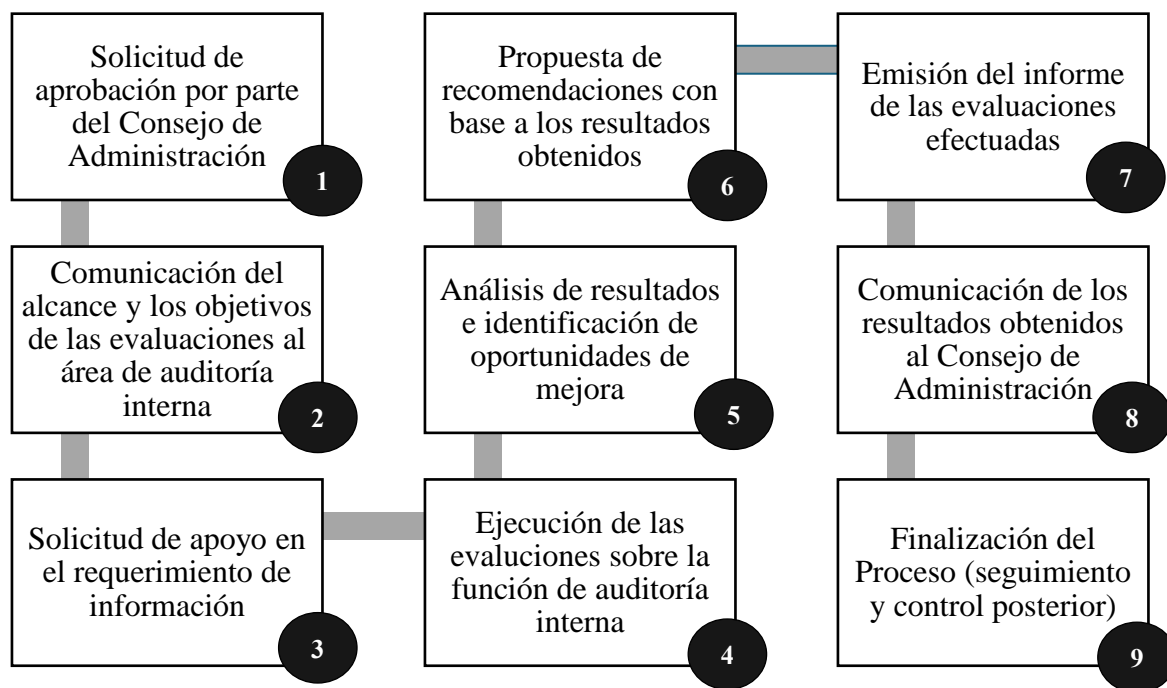 Solicitud de
aprobación por parte
del Consejo de
Administración
1
Comunicación del
alcance y los objetivos
de las evaluaciones al
área de auditoría
interna
2
Solicitud de apoyo en
el requerimiento de
información
3
Ejecución de las
evaluciones sobre la
función de auditoría
interna
4
Análisis de resultados
e identificación de
oportunidades de
mejora
5
Propuesta de
recomendaciones con
base a los resultados
obtenidos
6
Emisión del informe
de las evaluaciones
efectuadas
7
Comunicación de los
resultados obtenidos
al Consejo de
Administración
8
Finalización del
Proceso (seguimiento
y control posterior)
9